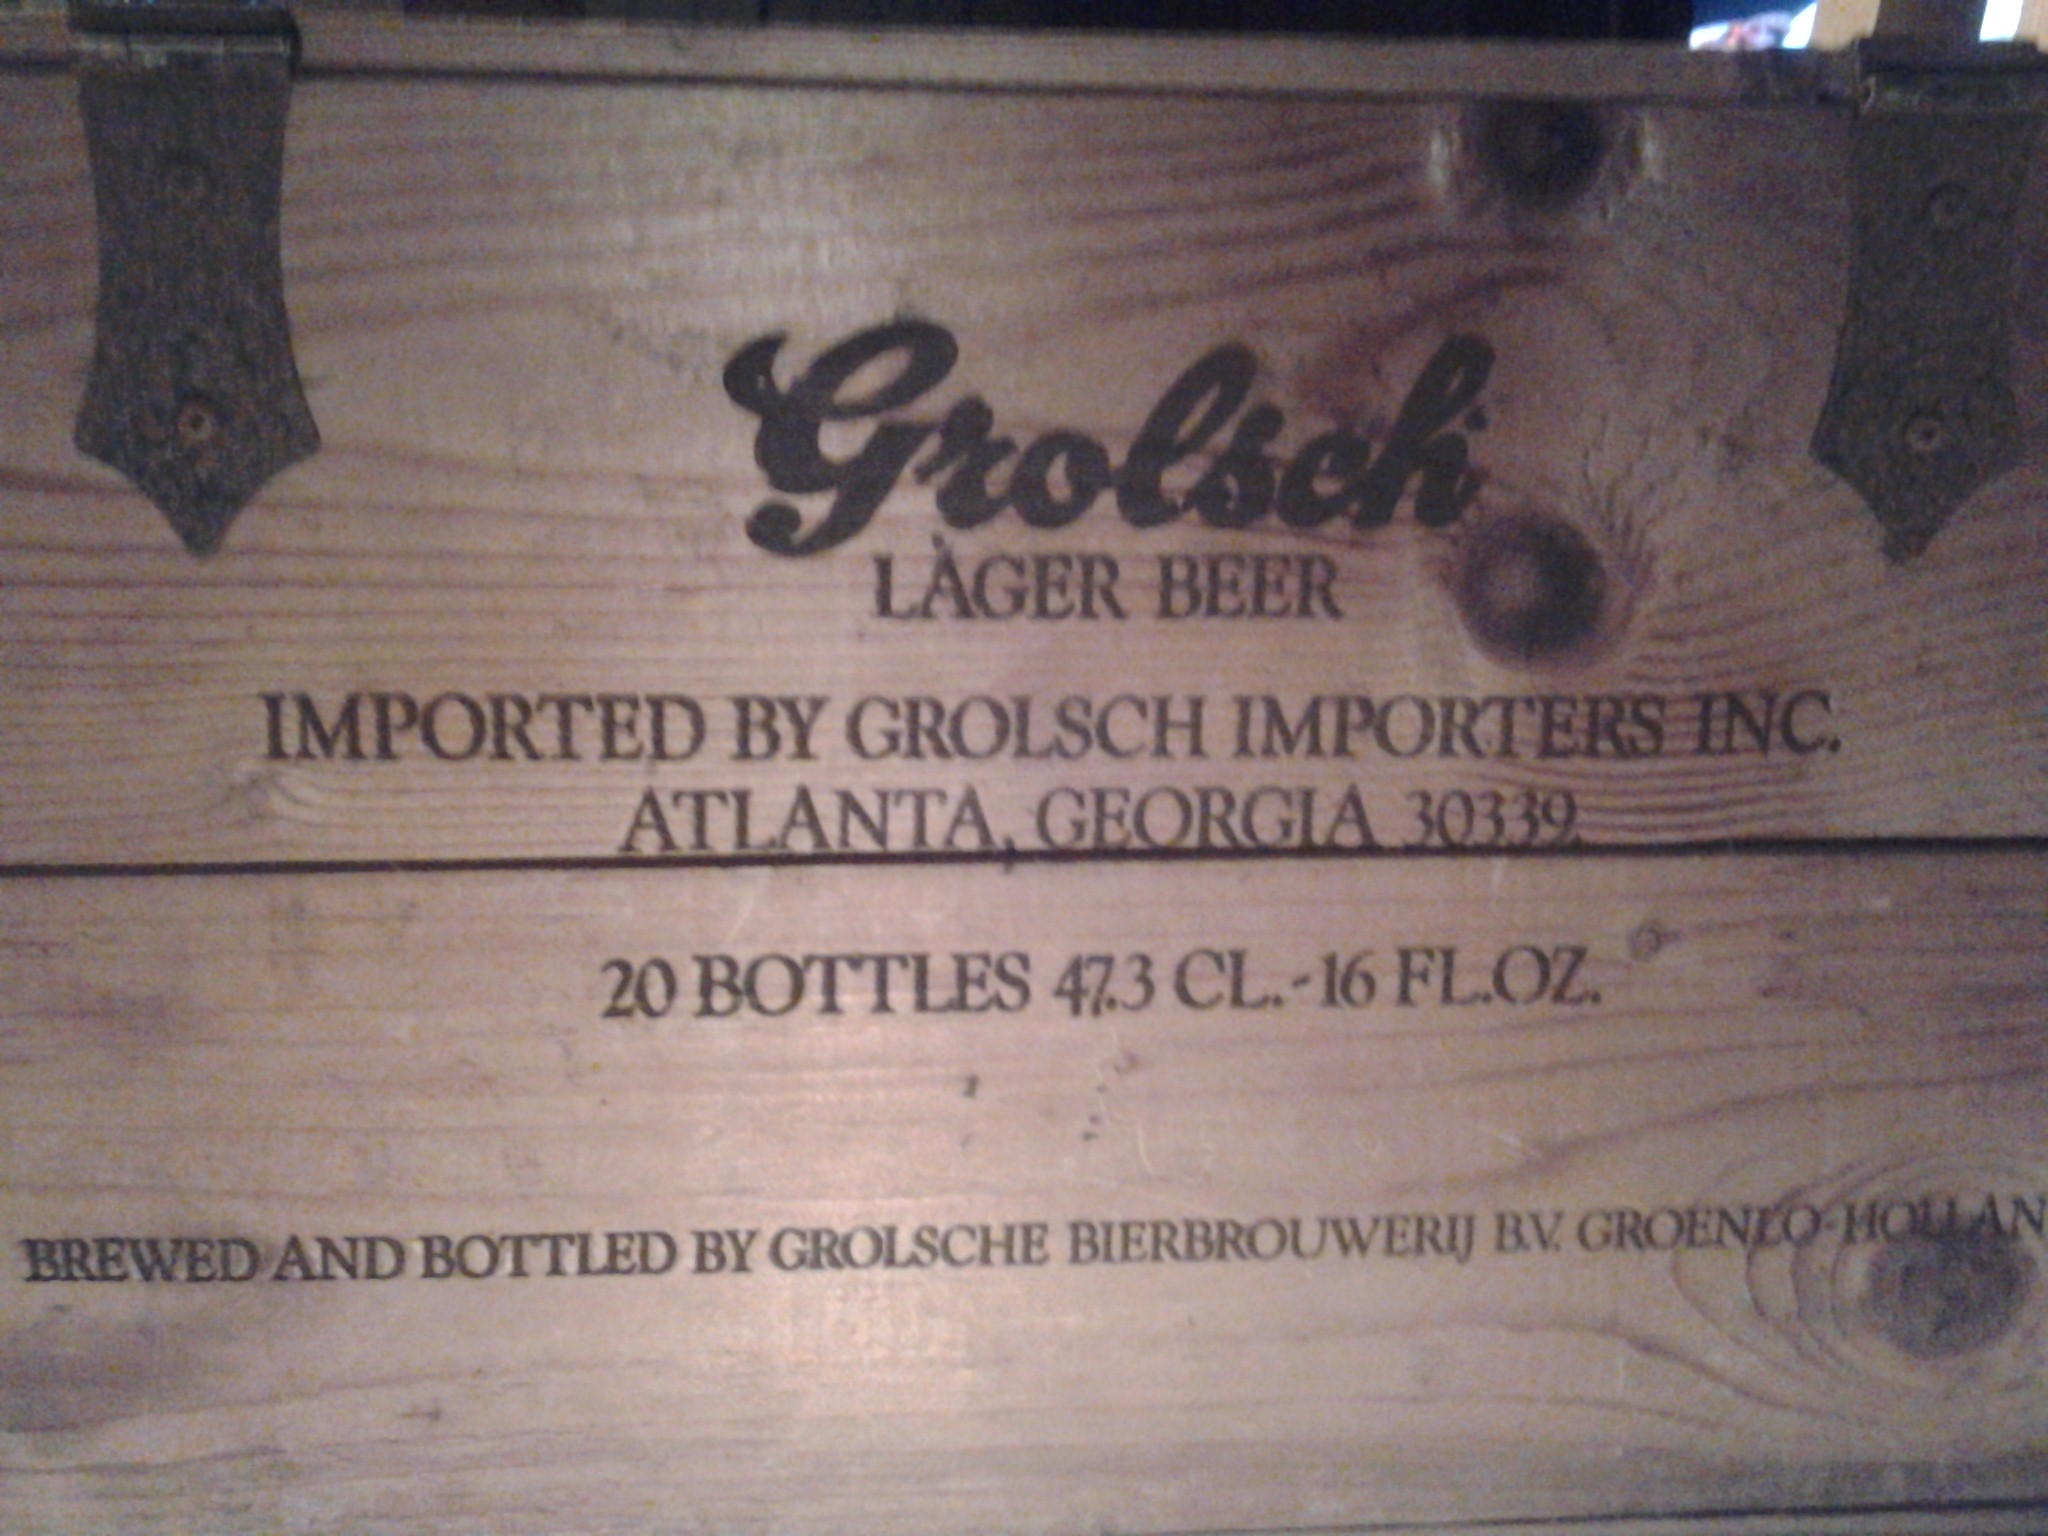 Grolsch
LAGER BEER
IMPORTED BY GROLSCH IMPORTERS INC.
ATLANTA, GEORGIA 30339.
20 BOTTLES 47.3 CL.-16 FL.OZ.
BREWED AND BOTTLED BY GROLSCHE BIERBROUWERIJ B.V. GROENLO-HOLLAN